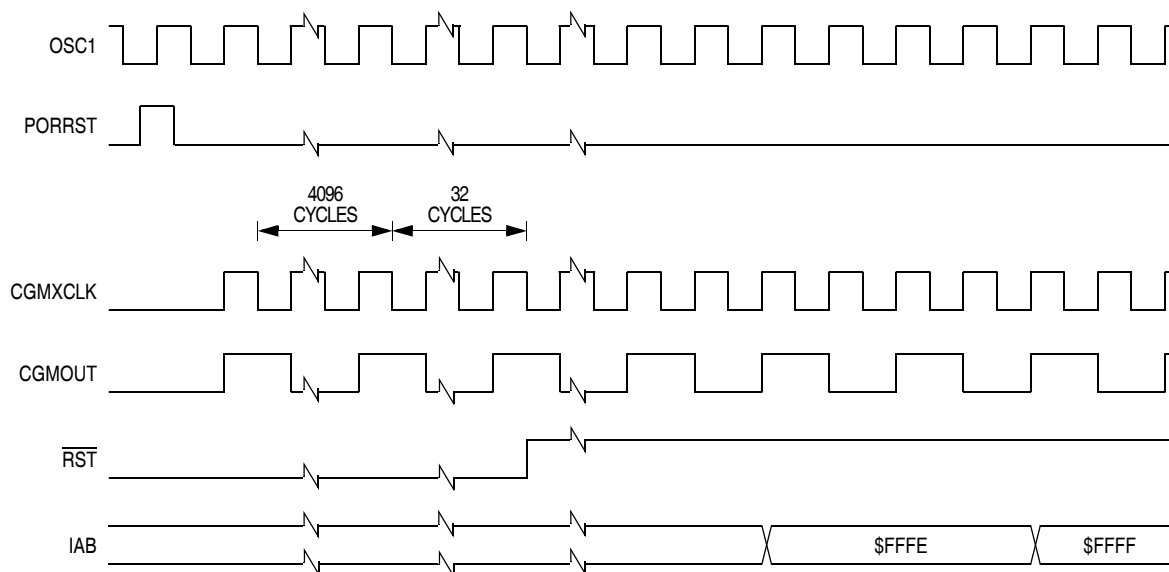 OSC1
PORRST
4096
CYCLES
32
CYCLES
CGMXCLK
CGMOUT
RST
IAB
$FFFE
$FFFF